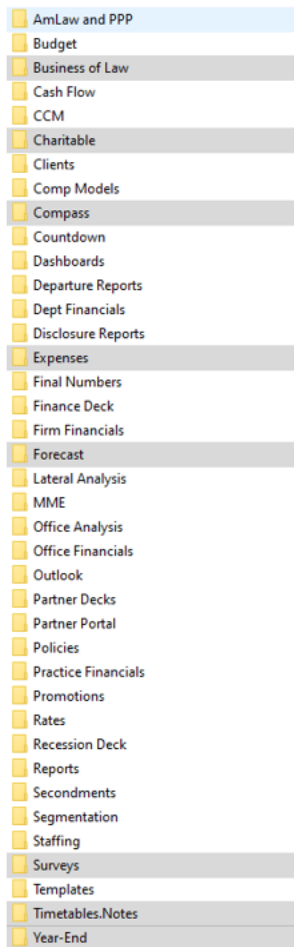 AmLaw and PPP
Budget
Business of Law
Cash Flow
CCM
Charitable
Clients
Comp Models
Compass
Countdown
Dashboards
Departure Reports
Dept Financials
Disclosure Reports
Expenses
Final Numbers
Finance Deck
Firm Financials
Forecast
Lateral Analysis
MME
Office Analysis
Office Financials
Outlook
Partner Decks
Partner Portal
Policies
Practice Financials
Promotions
Rates
Recession Deck
Reports
Secondments
Segmentation
Staffing
Surveys
Templates
Timetables.Notes
Year-End